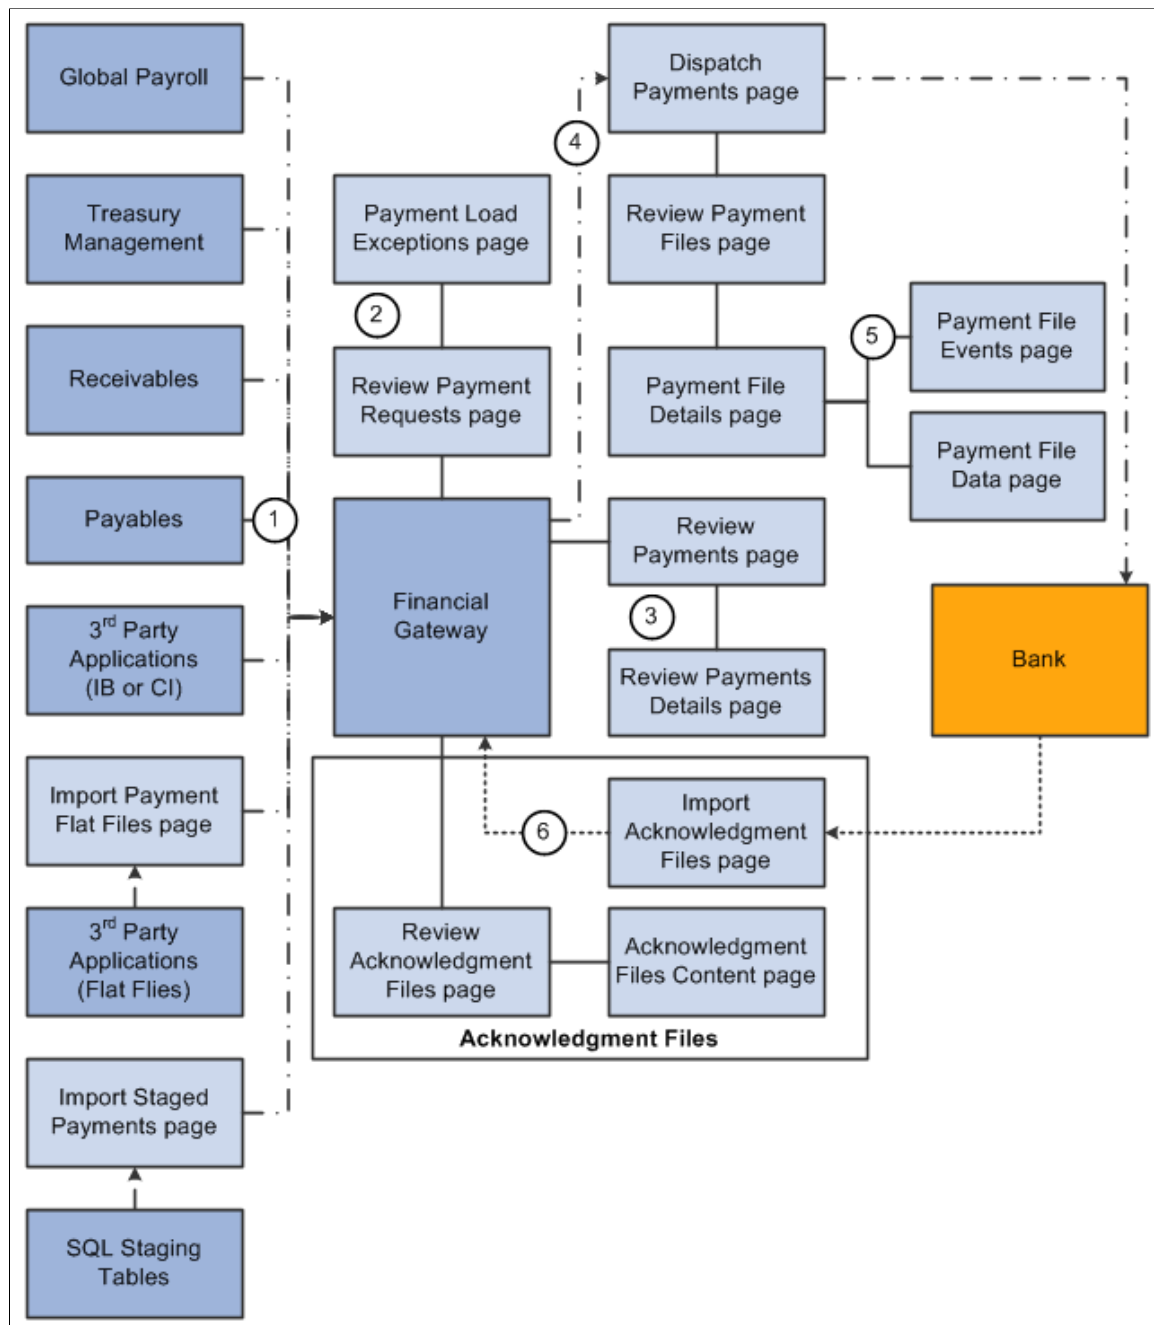 Global Payroll
Treasury
Management
Receivables
Payables
1
3rd Party
Applications
(IB or CI)
Import Payment
Flat Files page
3rd Party
Applications
(Flat Flies)
Import Staged
Payments page
SQL Staging
Tables
Payment Load
Exceptions page
2
Review Payment
Requests page
Financial
Gateway
4
Dispatch
Payments page
Review Payment
Files page
Payment File
Details page
5
Payment File
Events page
Payment File
Data page
Review
Payments page
3
Review Payments
Details page
Bank
Import
Acknowledgment
Files page
6
Review
Acknowledgment
Files page
Acknowledgment
Files Content page
Acknowledgment Files